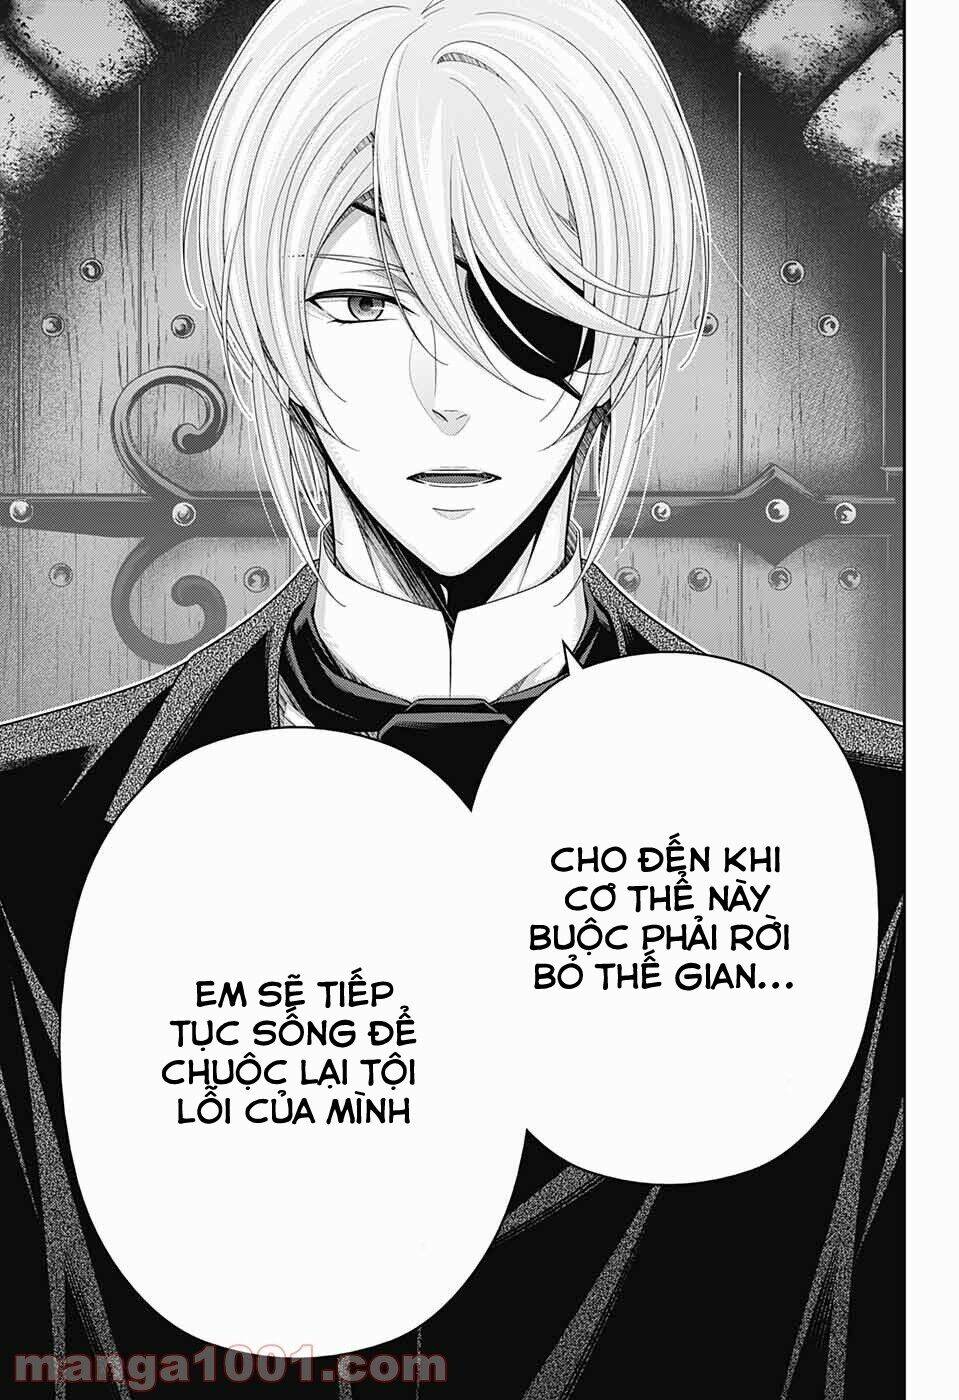 CHO ĐẾN KHI
CƠ THỂ NÀY
BUỘC PHẢI RỜI
BỎ THẾ GIAN...
EM SẼ TIẾP
TỤC SỐNG ĐỂ
CHUỘC LẠI TỘI
LỖI CỦA MÌNH
manga1001.com